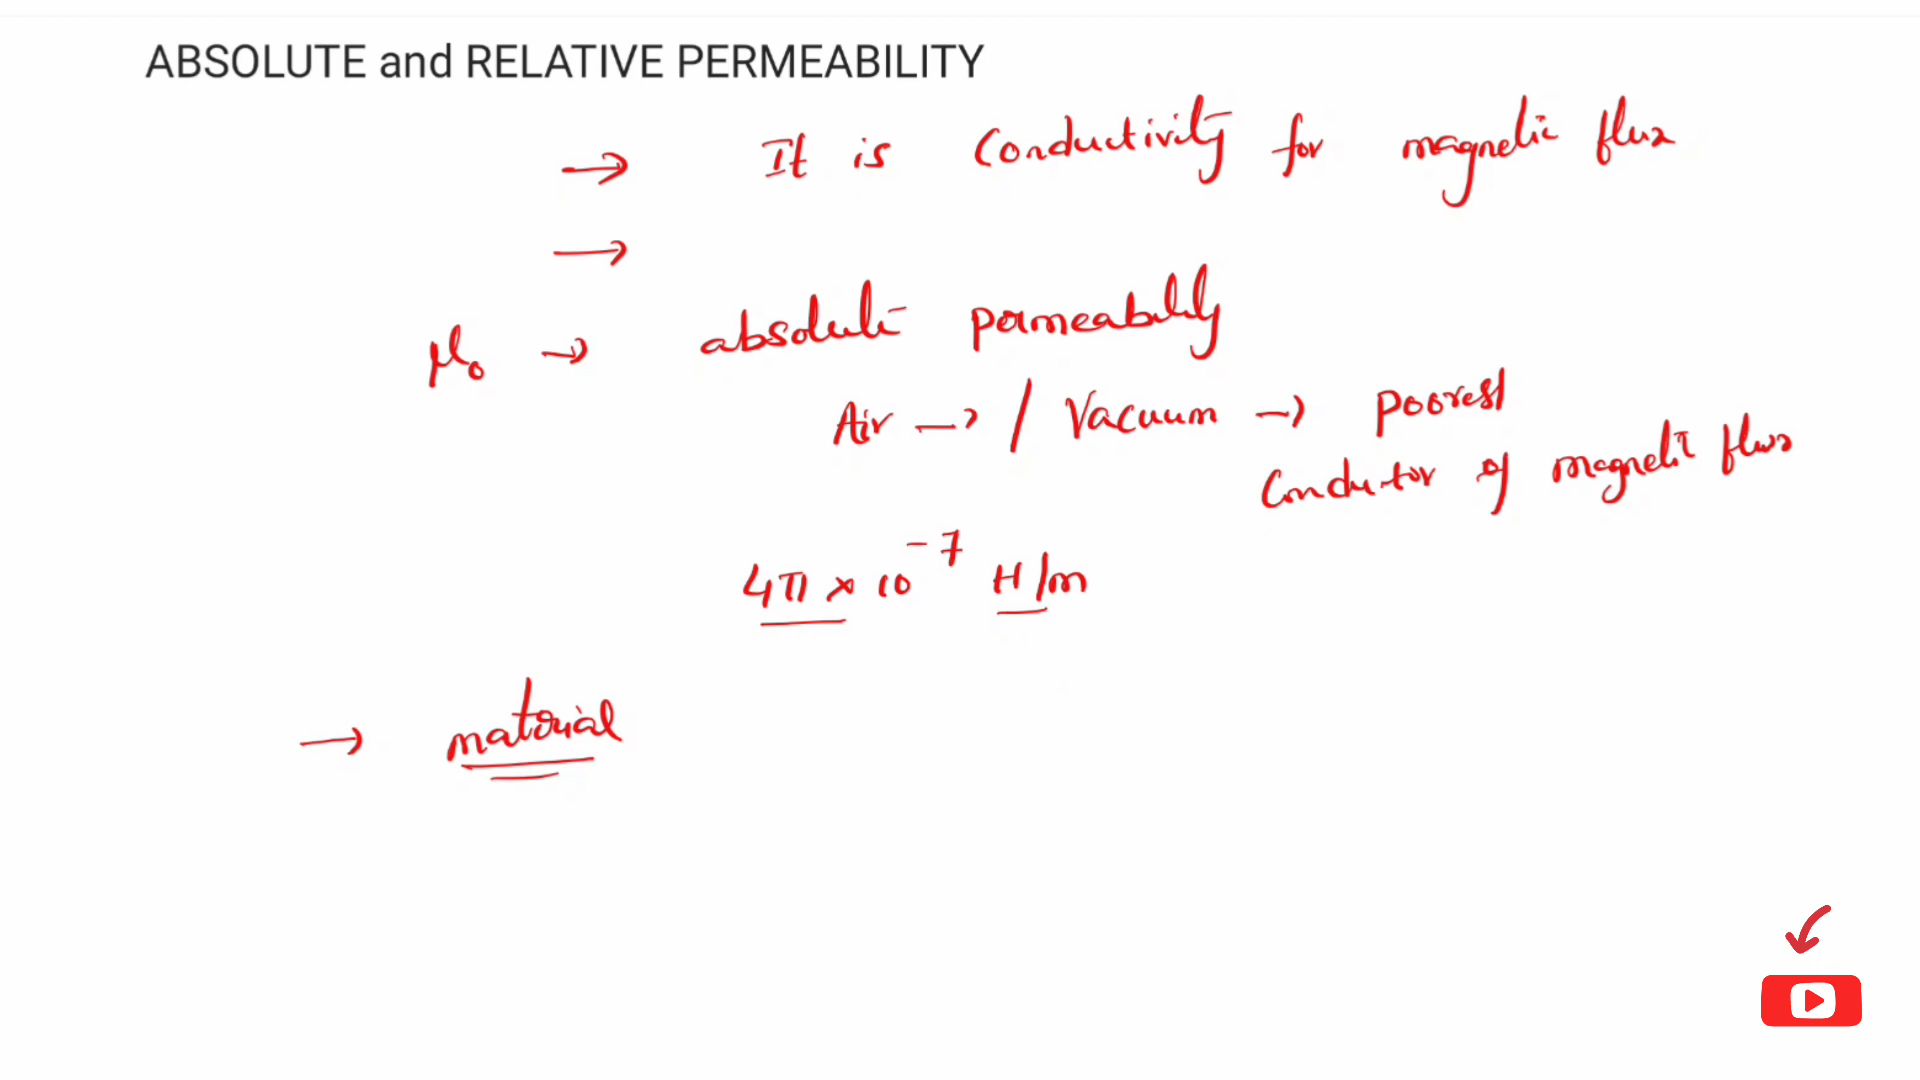 ABSOLUTE and RELATIVE PERMEABILITY
→ It is conductivity for magnetic flux
→
μ₀ → absolute permeability
Air → / Vacuum → poorest
Condutor of magnetic flux
4π × 10⁻⁷ H/m
→ material